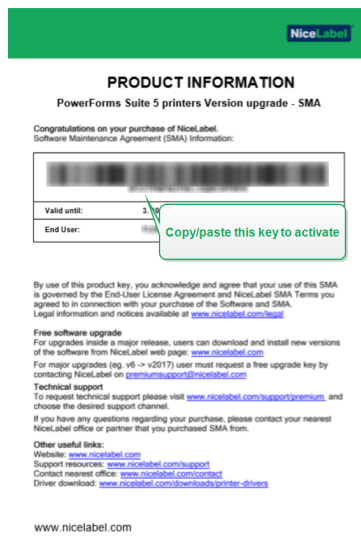 NiceLabel
PRODUCT INFORMATION
PowerForms Suite 5 printers Version upgrade - SMA
Congratulations on your purchase of NiceLabel.
Software Maintenance Agreement (SMA) Information:
Valid until:
End User:
Copy/paste this key to activate
By use of this product key, you acknowledge and agree that your use of this SMA
is governed by the End-User License Agreement and NiceLabel SMA Terms you
agreed to in connection with your purchase of the Software and SMA.
Legal information and notices available at www.nicelabel.com/legal
Free software upgrade
For upgrades inside a major release, users can download and install new versions
of the software from NiceLabel web page: www.nicelabel.com
For major upgrades (eg. v6 -> v2017) user must request a free upgrade key by
contacting NiceLabel on premiumsupport@nicelabel.com
Technical support
To request technical support please visit www.nicelabel.com/support/premium and
choose the desired support channel.
If you have any questions regarding your purchase, please contact your nearest
NiceLabel office or partner that you purchased SMA from.
Other useful links:
Website: www.nicelabel.com
Support resources: www.nicelabel.com/support
Contact nearest office: www.nicelabel.com/contact
Driver download: www.nicelabel.com/downloads/printer-drivers
www.nicelabel.com